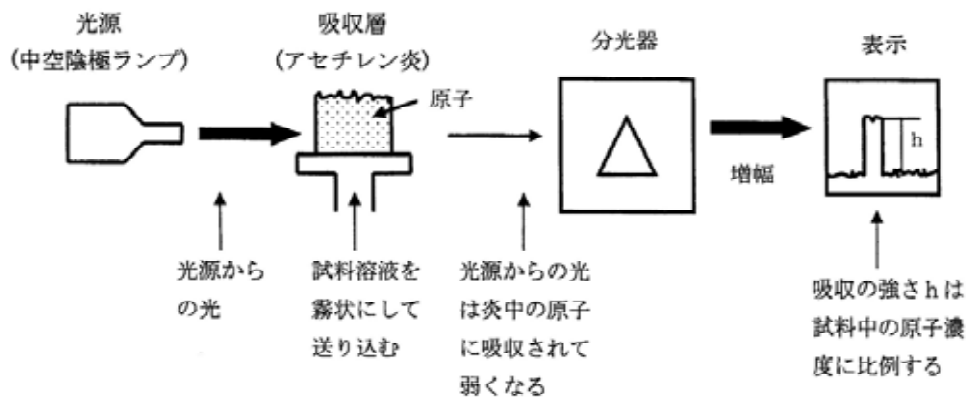 光源
(中空陰極ランプ)
吸収層
(アセチレン炎)
原子
分光器
表示
h
増幅
光源から
の光
試料溶液を
霧状にして
送り込む
光源からの光
は炎中の原子
に吸収されて
弱くなる
吸収の強さhは
試料中の原子濃
度に比例する